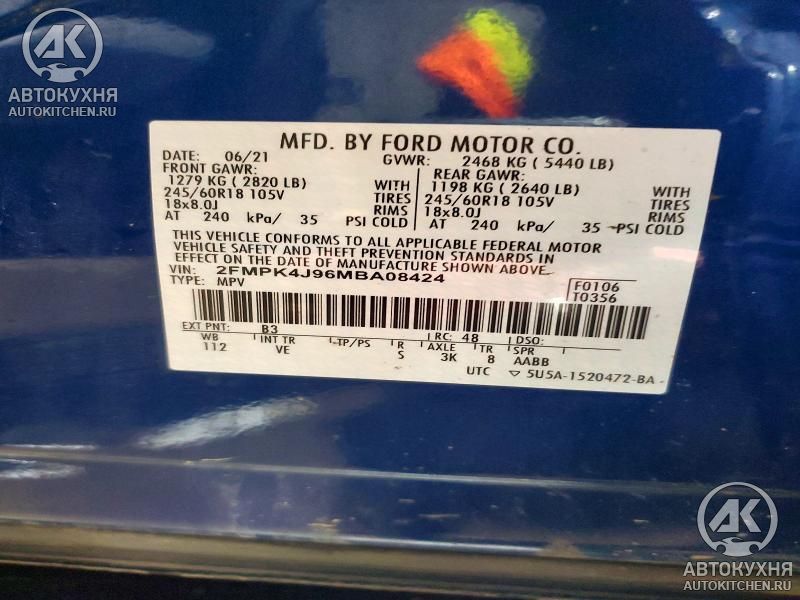 AK
АВТОКУХНЯ
AUTOKITCHEN.RU
MFD. BY FORD MOTOR CO.
DATE: 06/21 GVWR: 2468 KG ( 5440 LB)
FRONT GAWR: REAR GAWR:
1279 KG ( 2820 LB) WITH 1198 KG ( 2640 LB) WITH
245/60R18 105V TIRES 245/60R18 105V TIRES
18x8.0J RIMS 18x8.0J RIMS
AT 240 kPa/ 35 PSI COLD AT 240 kPa/ 35 PSI COLD
THIS VEHICLE CONFORMS TO ALL APPLICABLE FEDERAL MOTOR
VEHICLE SAFETY AND THEFT PREVENTION STANDARDS IN
EFFECT ON THE DATE OF MANUFACTURE SHOWN ABOVE.
VIN: 2FMPK4J96MBA08424 F0106
TYPE: MPV T0356
EXT PNT: B3 RC: 48 DSO:
WB INT TR TP/PS R AXLE TR SPR
112 VE S 3K 8 AABB
UTC ▽ 5U5A-1520472-BA
AK
АВТОКУХНЯ
AUTOKITCHEN.RU